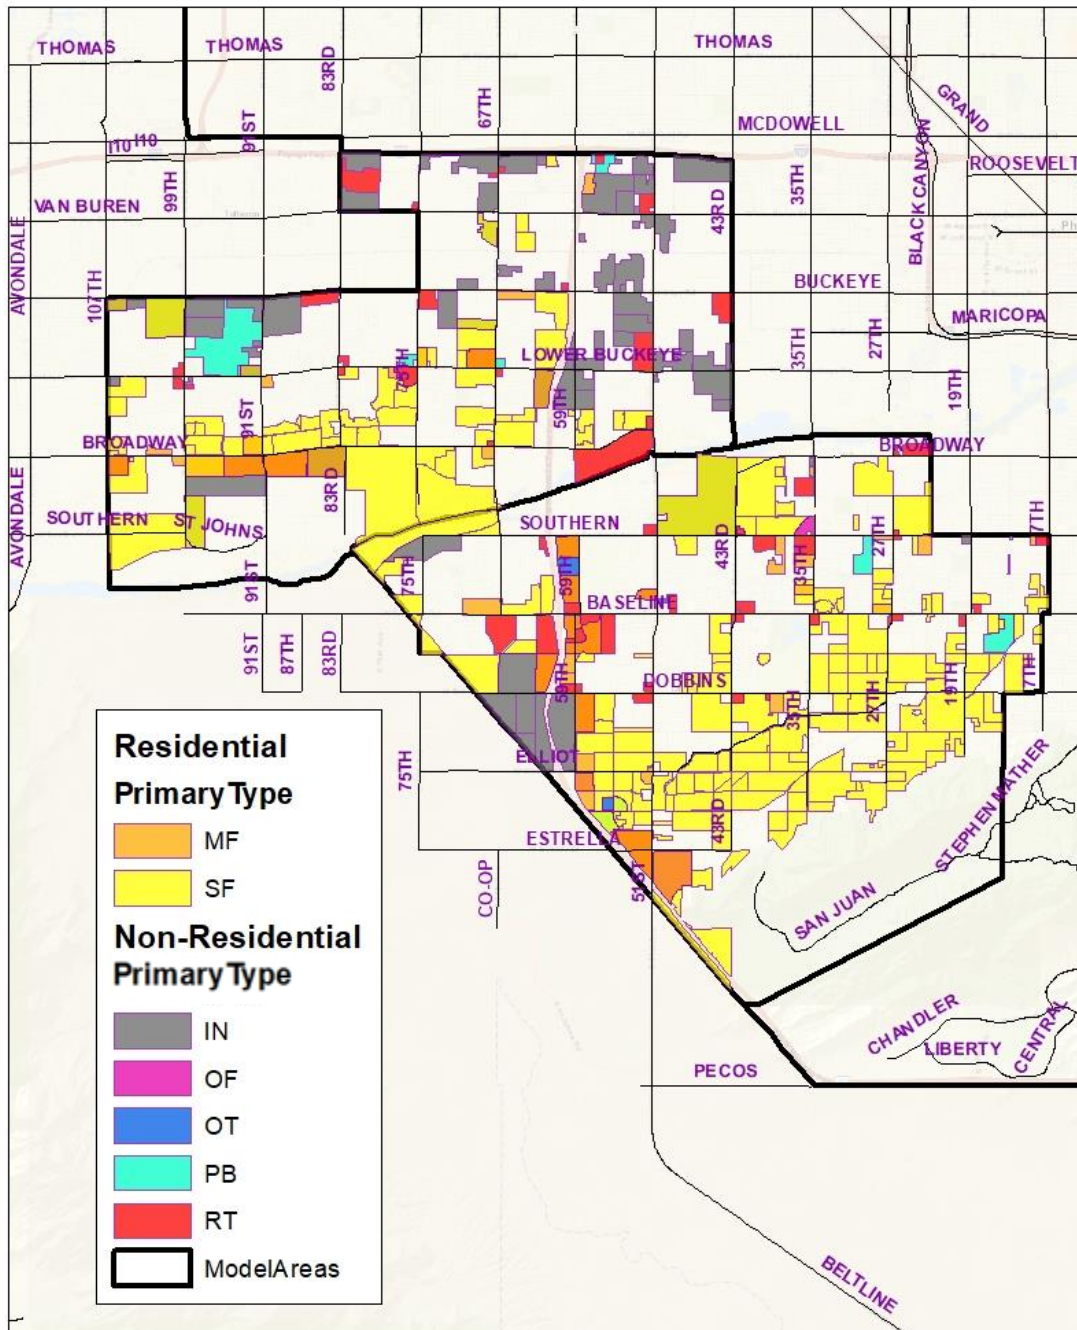 THOMAS
THOMAS
83RD
THOMAS
67TH
GRAND
MCDOWELL
I10
I10
91ST
BLACK CANYON
ROOSEVELT
35TH
99TH
VAN BUREN
43RD
AVONDALE
107TH
BUCKEYE
MARICOPA
35TH
27TH
LOWER BUCKEYE
75TH
19TH
59TH
91ST
BROADWAY
BROADWAY
83RD
AVONDALE
SOUTHERN
ST JOHNS
SOUTHERN
43RD
27TH
7TH
35TH
91ST
75TH
59TH
BASELINE
91ST
87TH
83RD
59TH
DOBBINS
35TH
27TH
19TH
7TH
75TH
ELLIOT
STEPHEN MATHER
ESTRELLA
43RD
CO-OP
51ST
SAN JUAN
CHANDLER
LIBERTY
CENTRAL
PECOS
BELTLINE
Residential
Primary Type
MF
SF
Non-Residential
Primary Type
IN
OF
OT
PB
RT
ModelAreas